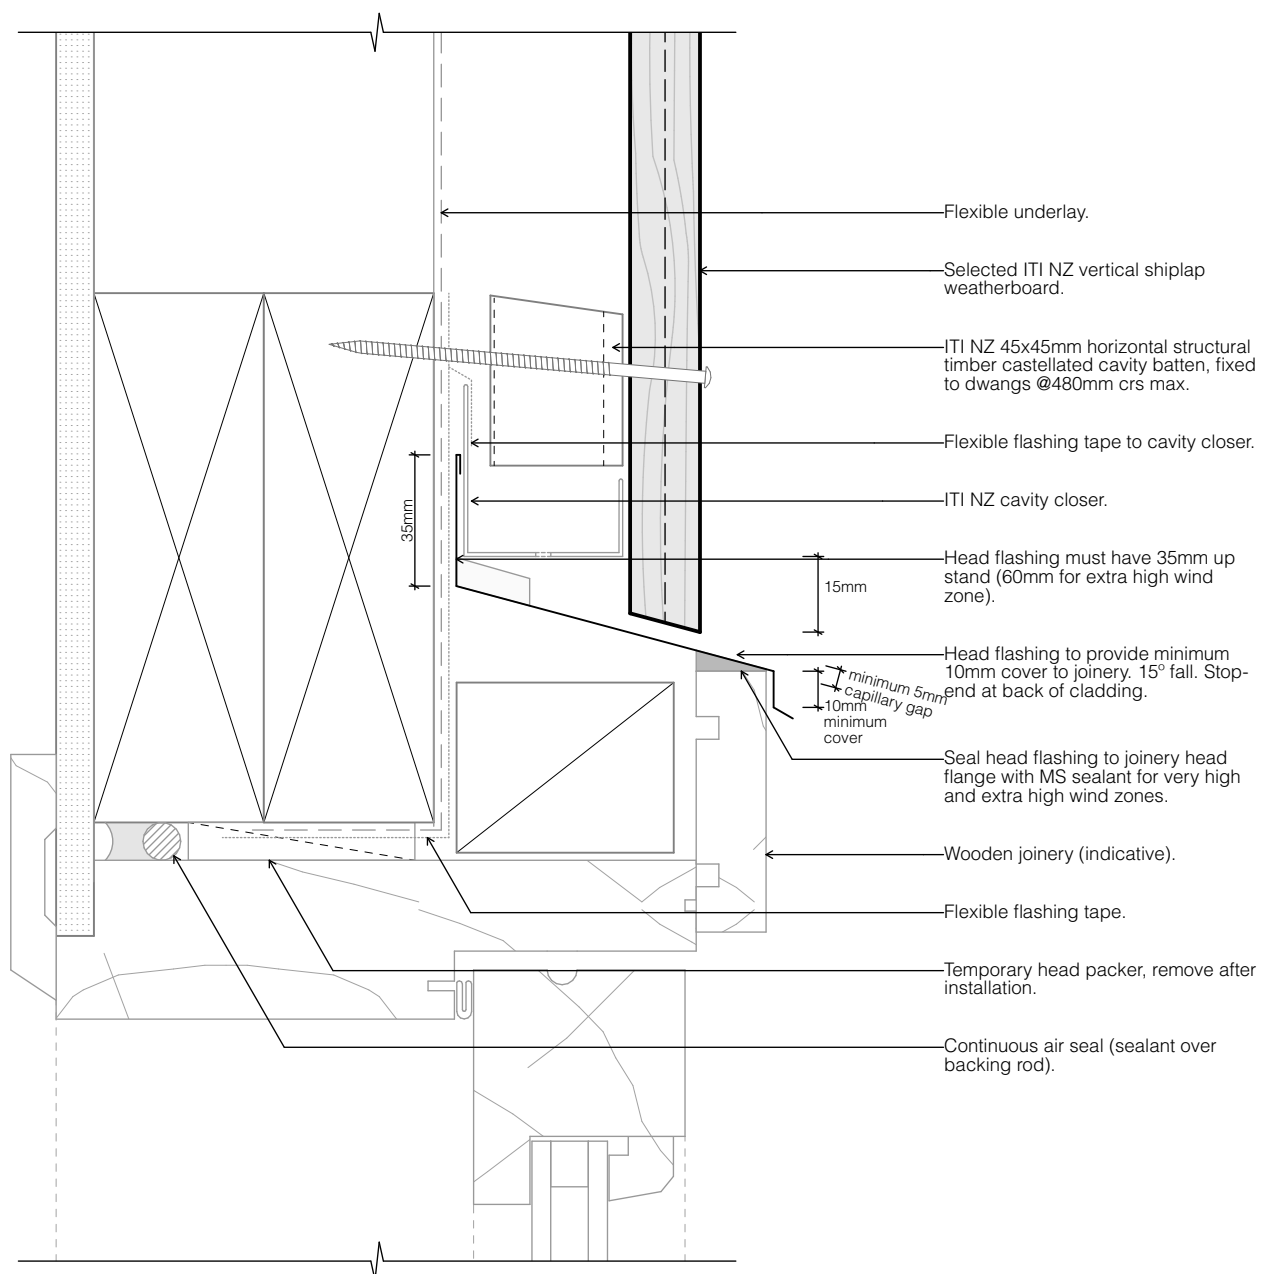 Flexible underlay.
Selected ITI NZ vertical shiplap
weatherboard.
ITI NZ 45x45mm horizontal structural
timber castellated cavity batten, fixed
to dwangs @480mm crs max.
Flexible flashing tape to cavity closer.
ITI NZ cavity closer.
35mm
Head flashing must have 35mm up
stand (60mm for extra high wind
zone).
15mm
Head flashing to provide minimum
10mm cover to joinery. 15° fall. Stop-
end at back of cladding.
minimum 5mm
capillary gap
10mm
minimum
cover
Seal head flashing to joinery head
flange with MS sealant for very high
and extra high wind zones.
Wooden joinery (indicative).
Flexible flashing tape.
Temporary head packer, remove after
installation.
Continuous air seal (sealant over
backing rod).